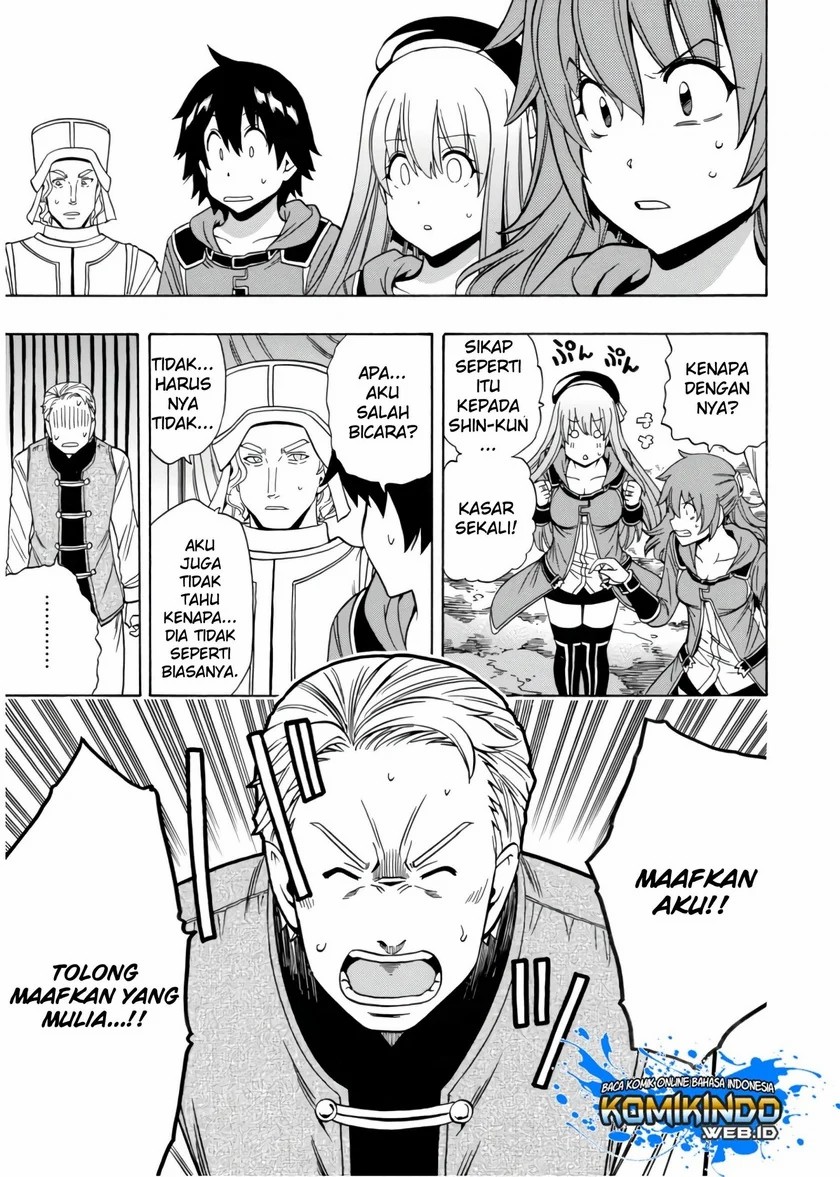 KENAPA
DENGAN
NYA?
ぷん ぷん
SIKAP
SEPERTI
ITU
KEPADA
SHIN-KUN
...
KASAR
SEKALI!
APA...
AKU
SALAH
BICARA?
TIDAK...
HARUS
NYA
TIDAK...
AKU
JUGA
TIDAK
TAHU
KENAPA...
DIA TIDAK
SEPERTI
BIASANYA.
..........
MAAFKAN
AKU!!
TOLONG
MAAFKAN YANG
MULIA...!!
BACA KOMIK ONLINE BAHASA INDONESIA
KOMIKINDO
WEB.ID